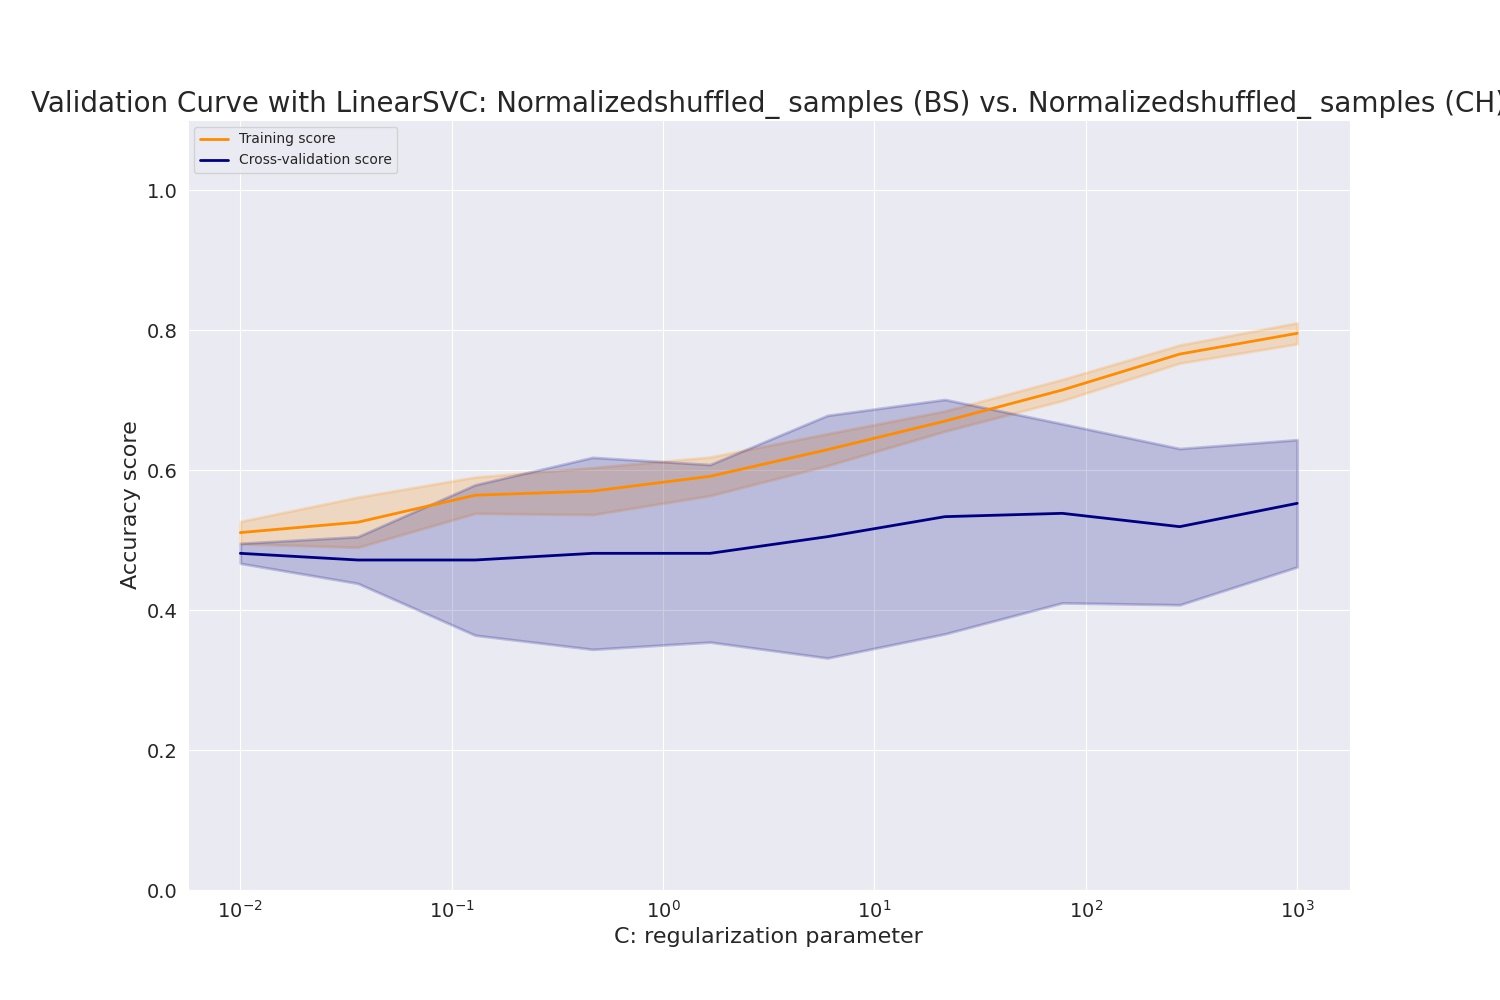 Validation Curve with LinearSVC: Normalizedshuffled_ samples (BS) vs. Normalizedshuffled_ samples (CH)
Training score
Cross-validation score
1.0
0.8
0.6
0.4
0.2
0.0
Accuracy score
10⁻² 10⁻¹ 10⁰ 10¹ 10² 10³
C: regularization parameter